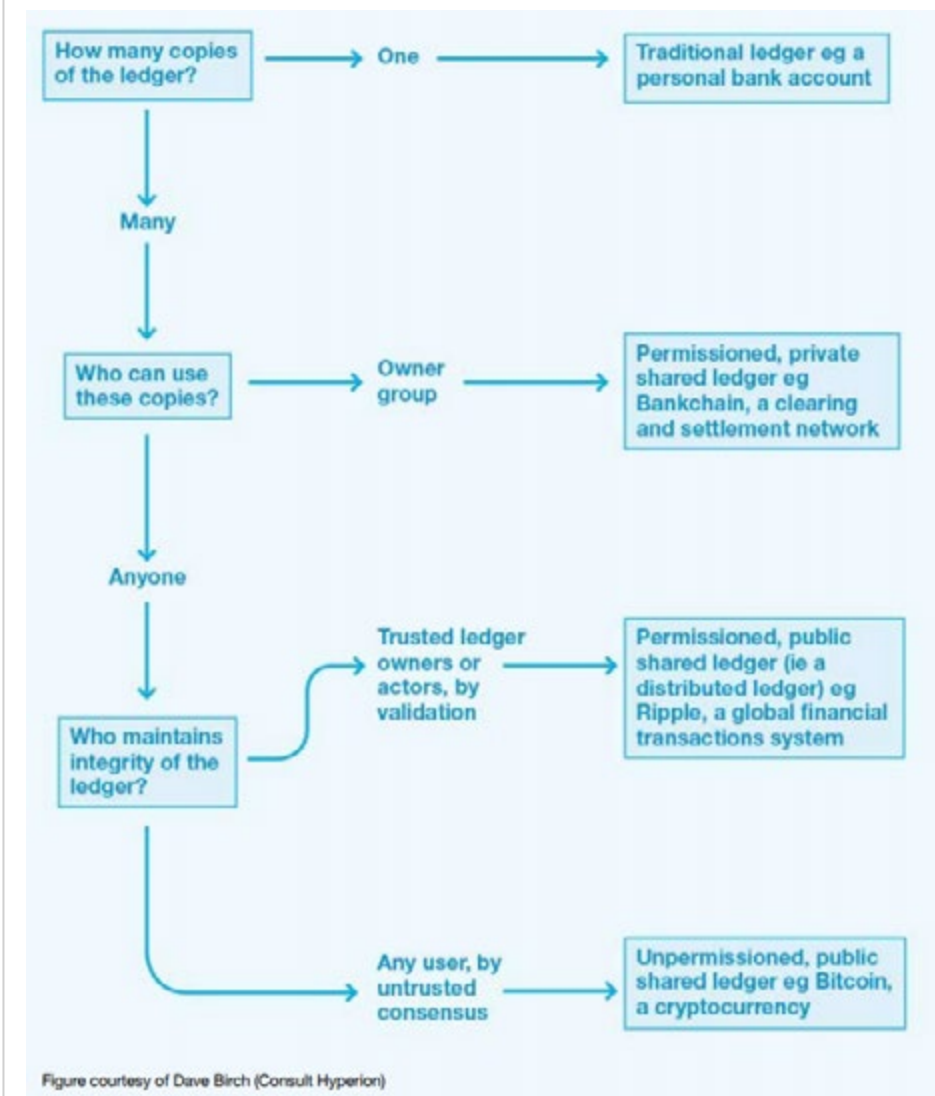 How many copies
of the ledger?
One
Traditional ledger eg a
personal bank account
Many
Who can use
these copies?
Owner
group
Permissioned, private
shared ledger eg
Bankchain, a clearing
and settlement network
Anyone
Who maintains
integrity of the
ledger?
Trusted ledger
owners or
actors, by
validation
Permissioned, public
shared ledger (ie a
distributed ledger) eg
Ripple, a global financial
transactions system
Any user, by
untrusted
consensus
Unpermissioned, public
shared ledger eg Bitcoin,
a cryptocurrency
Figure courtesy of Dave Birch (Consult Hyperion)